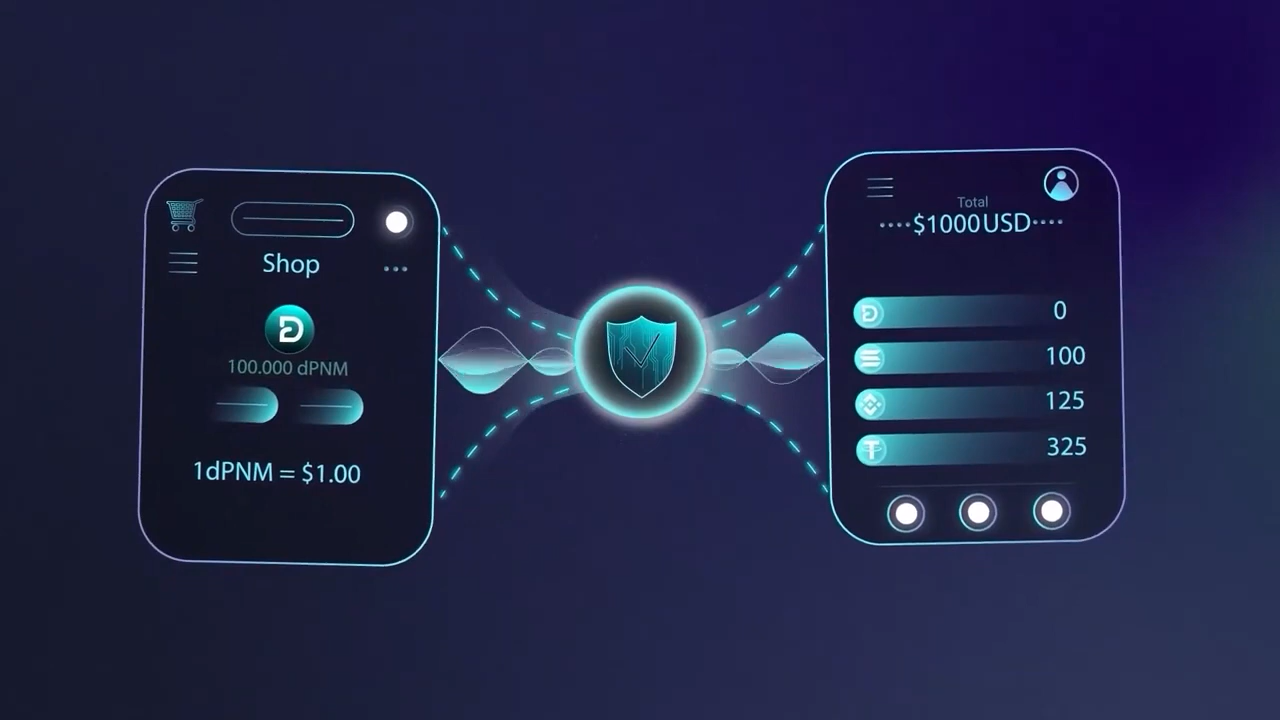 Shop
100.000 dPNM
1dPNM = $1.00
Total
$1000USD
0
100
125
325